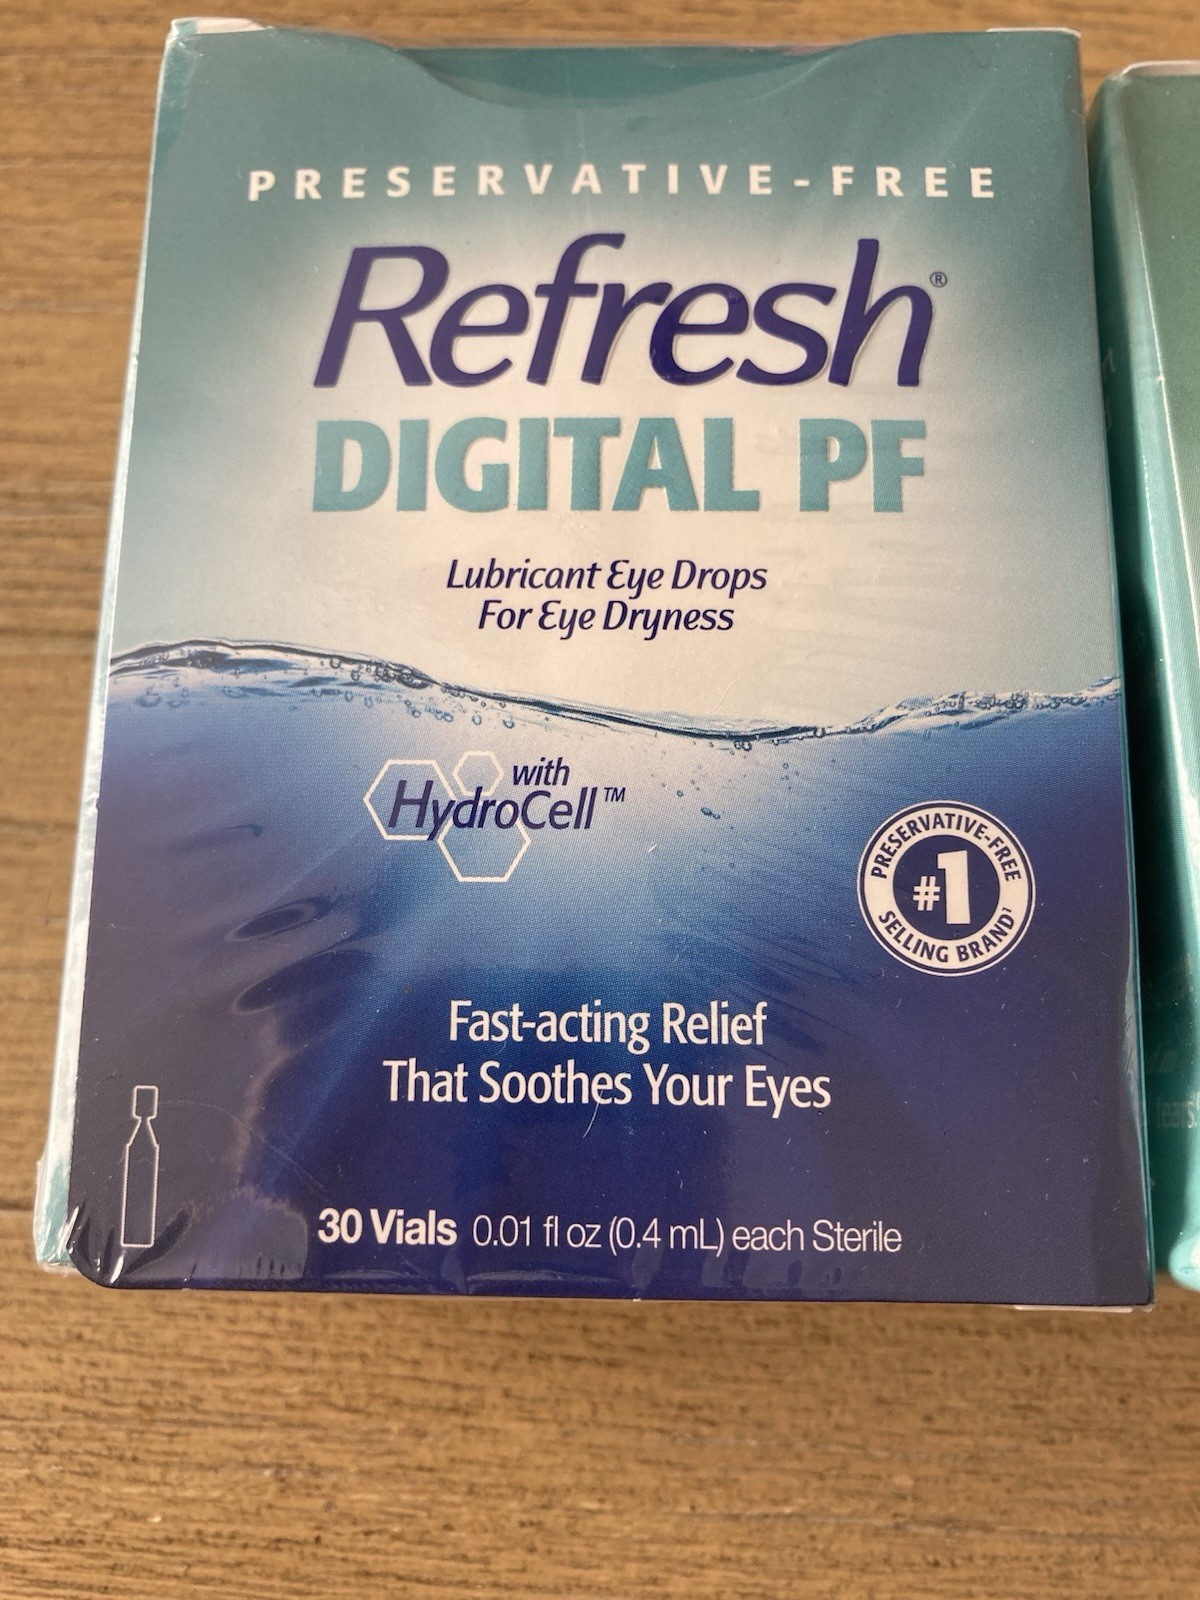 PRESERVATIVE-FREE
Refresh®
DIGITAL PF
Lubricant Eye Drops
For Eye Dryness
with
HydroCell™
PRESERVATIVE-FREE
#1
SELLING BRAND¹
Fast-acting Relief
That Soothes Your Eyes
30 Vials 0.01 fl oz (0.4 mL) each Sterile